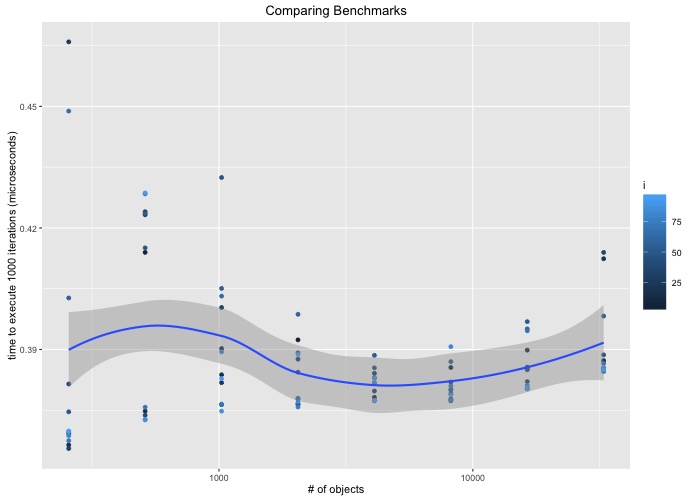 Comparing Benchmarks
time to execute 1000 iterations (microseconds)
0.45
0.42
0.39
1000
10000
# of objects
i
75
50
25